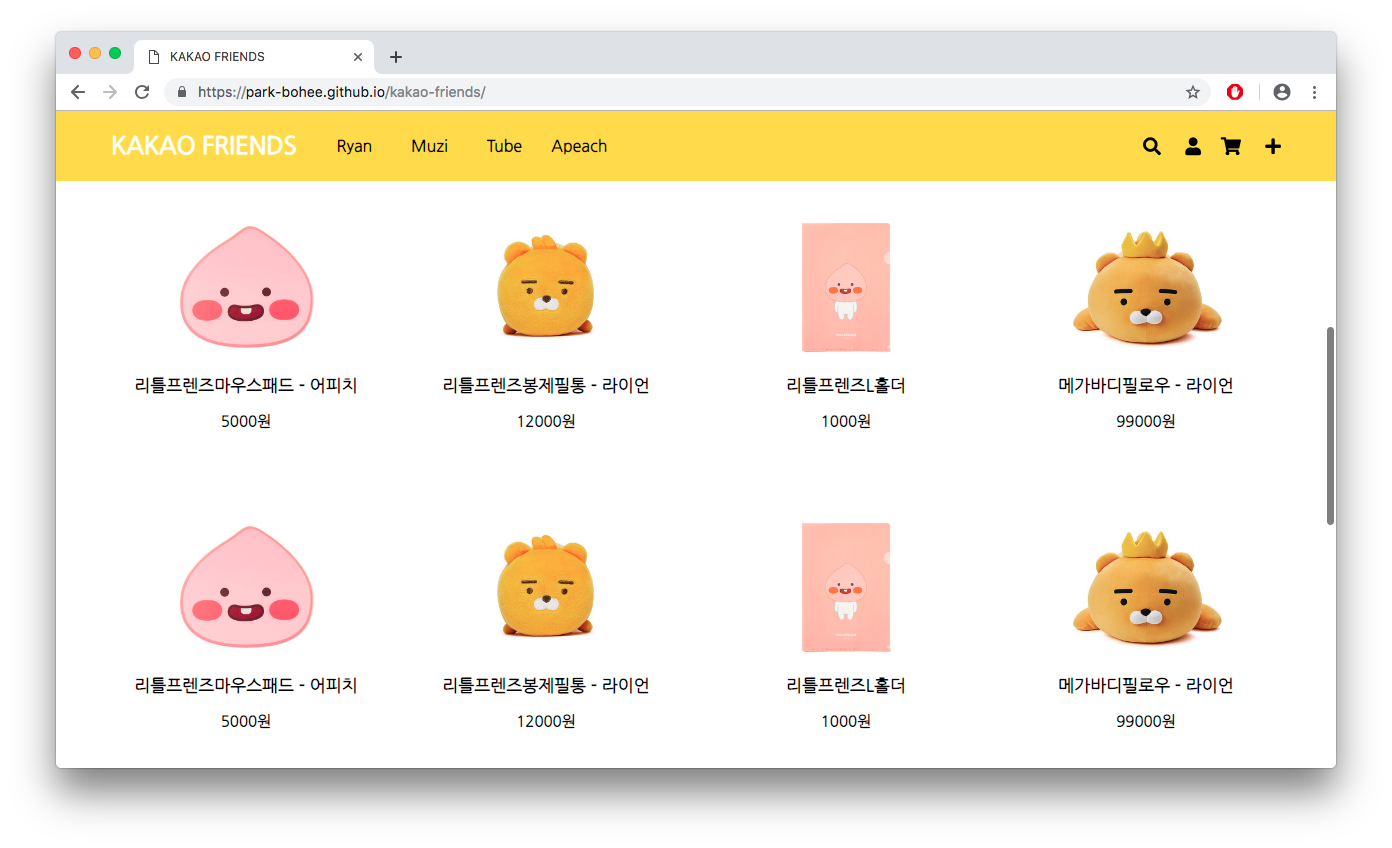 KAKAO FRIENDS
https://park-bohee.github.io/kakao-friends/
KAKAO FRIENDS Ryan Muzi Tube Apeach
리틀프렌즈마우스패드 - 어피치 리틀프렌즈봉제필통 - 라이언 리틀프렌즈L홀더 메가바디필로우 - 라이언
5000원 12000원 1000원 99000원
리틀프렌즈마우스패드 - 어피치 리틀프렌즈봉제필통 - 라이언 리틀프렌즈L홀더 메가바디필로우 - 라이언
5000원 12000원 1000원 99000원